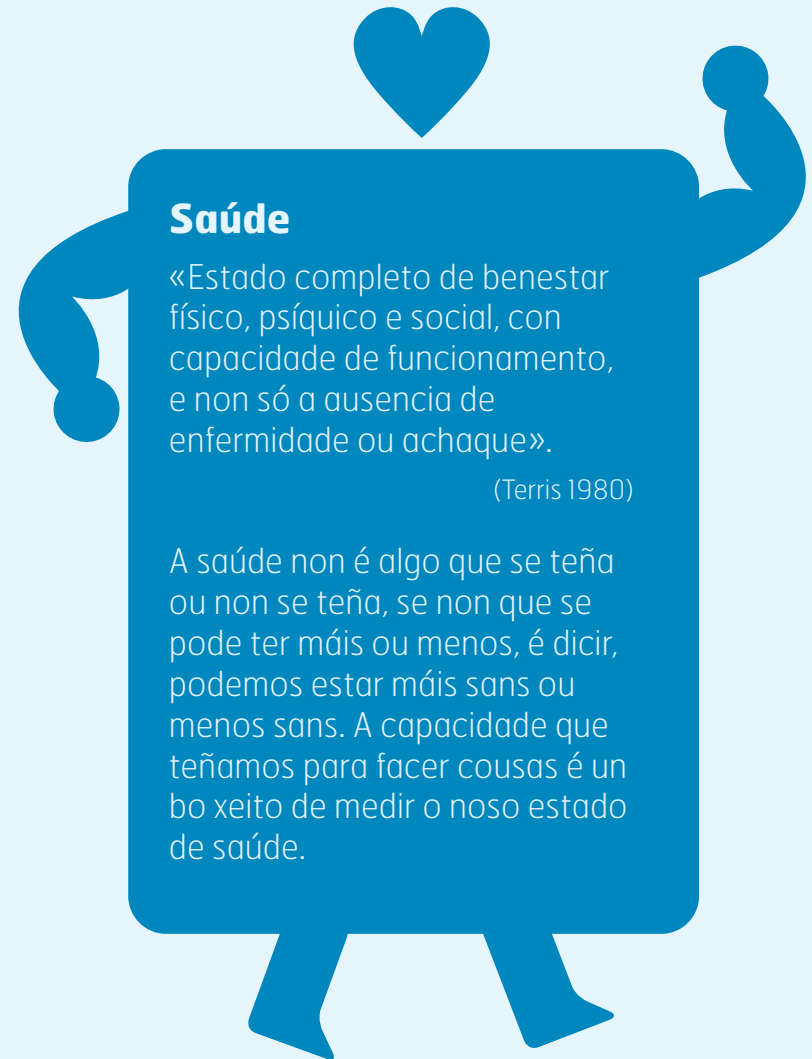 Saúde
«Estado completo de benestar
físico, psíquico e social, con
capacidade de funcionamento,
e non só a ausencia de
enfermidade ou achaque».
(Terris 1980)
A saúde non é algo que se teña
ou non se teña, se non que se
pode ter máis ou menos, é dicir,
podemos estar máis sans ou
menos sans. A capacidade que
teñamos para facer cousas é un
bo xeito de medir o noso estado
de saúde.